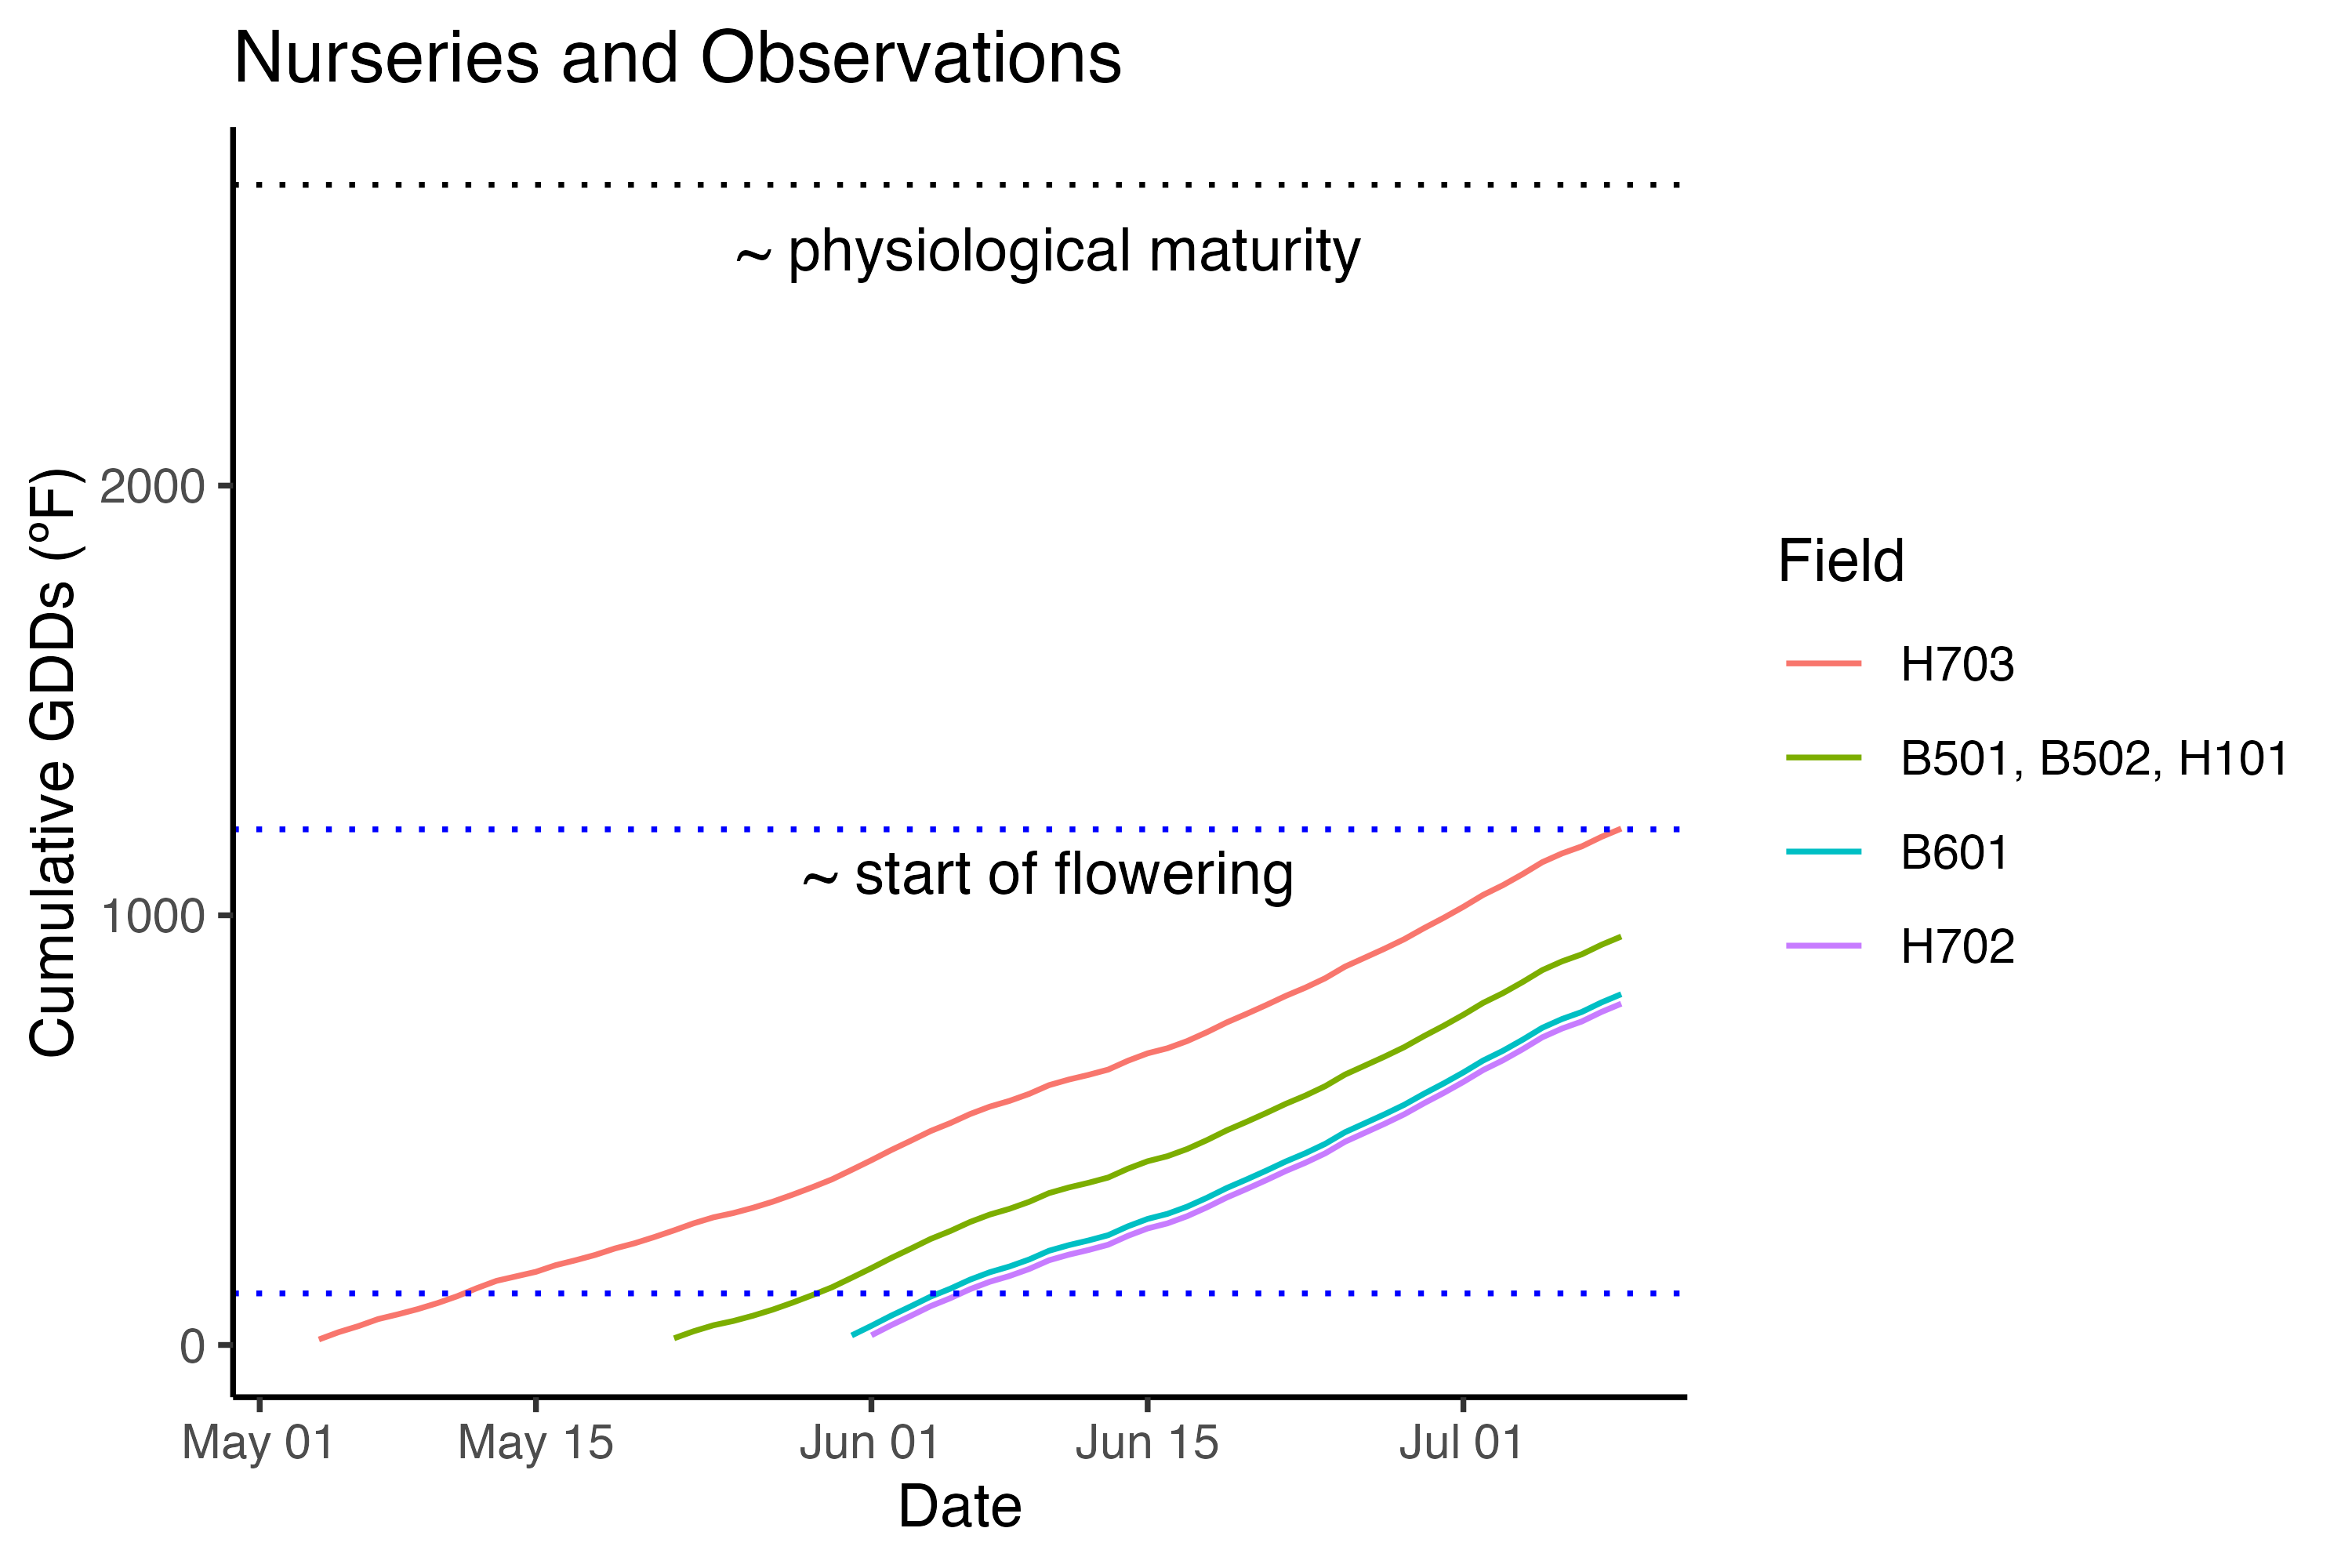 Nurseries and Observations
~ physiological maturity
~ start of flowering
Cumulative GDDs (ºF)
2000
1000
0
May 01
May 15
Jun 01
Jun 15
Jul 01
Date
Field
H703
B501, B502, H101
B601
H702